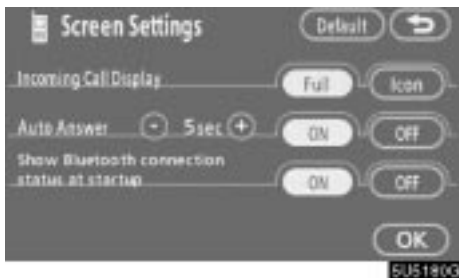 Screen Settings Default
Incoming Call Display Full Icon
Auto Answer - 5sec + ON OFF
Show Bluetooth connection
status at startup ON OFF
OK
5U5180G